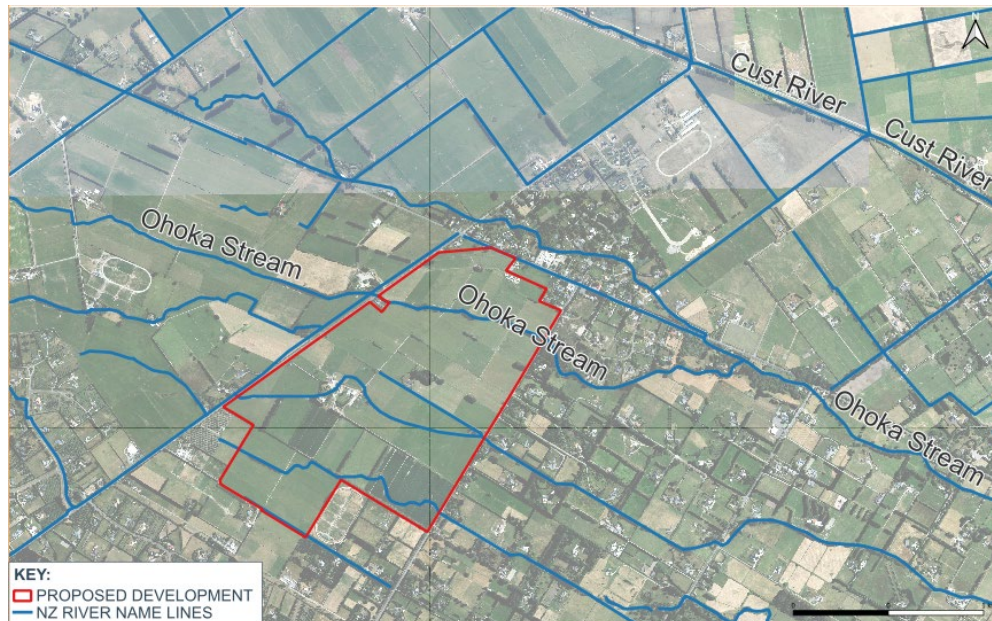 Cust River
Cust River
Ohoka Stream
Ohoka Stream
Ohoka Stream
KEY:
PROPOSED DEVELOPMENT
NZ RIVER NAME LINES